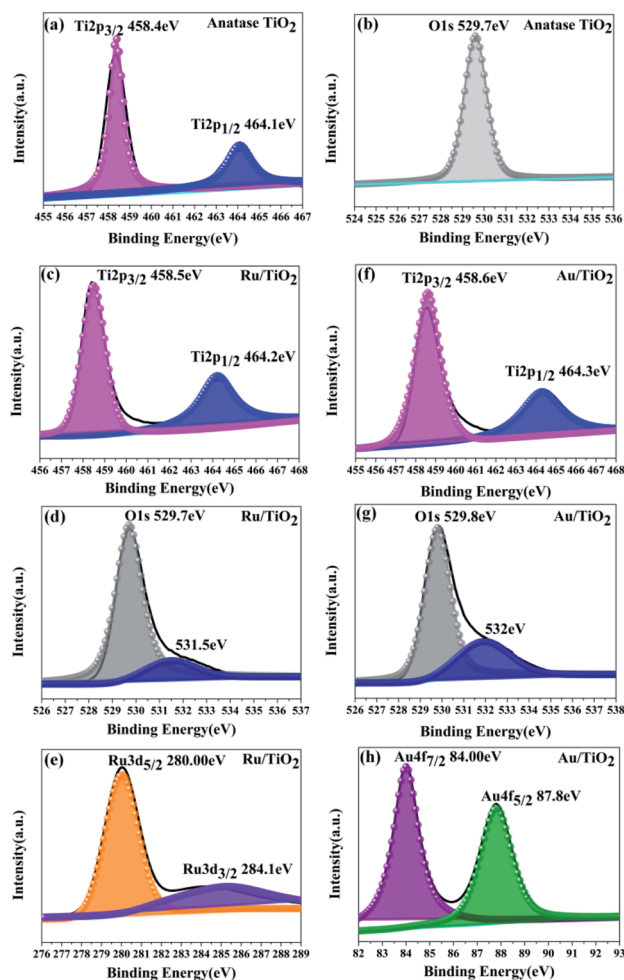 (a) Ti2p3/2 458.4eV Anatase TiO2
Ti2p1/2 464.1eV
Intensity(a.u.)
455 456 457 458 459 460 461 462 463 464 465 466 467
Binding Energy(eV)
(b) O1s 529.7eV Anatase TiO2
Intensity(a.u.)
524 525 526 527 528 529 530 531 532 533 534 535 536
Binding Energy(eV)
(c) Ti2p3/2 458.5eV Ru/TiO2
Ti2p1/2 464.2eV
Intensity(a.u.)
456 457 458 459 460 461 462 463 464 465 466 467 468
Binding Energy(eV)
(f) Ti2p3/2 458.6eV Au/TiO2
Ti2p1/2 464.3eV
Intensity(a.u.)
455 456 457 458 459 460 461 462 463 464 465 466 467 468
Binding Energy(eV)
(d) O1s 529.7eV Ru/TiO2
531.5eV
Intensity(a.u.)
526 527 528 529 530 531 532 533 534 535 536 537
Binding Energy(eV)
(g) O1s 529.8eV Au/TiO2
532eV
Intensity(a.u.)
526 527 528 529 530 531 532 533 534 535 536 537 538
Binding Energy(eV)
(e) Ru3d5/2 280.00eV Ru/TiO2
Ru3d3/2 284.1eV
Intensity(a.u.)
276 277 278 279 280 281 282 283 284 285 286 287 288 289
Binding Energy(eV)
(h) Au4f7/2 84.00eV Au/TiO2
Au4f5/2 87.8eV
Intensity(a.u.)
82 83 84 85 86 87 88 89 90 91 92 93
Binding Energy(eV)